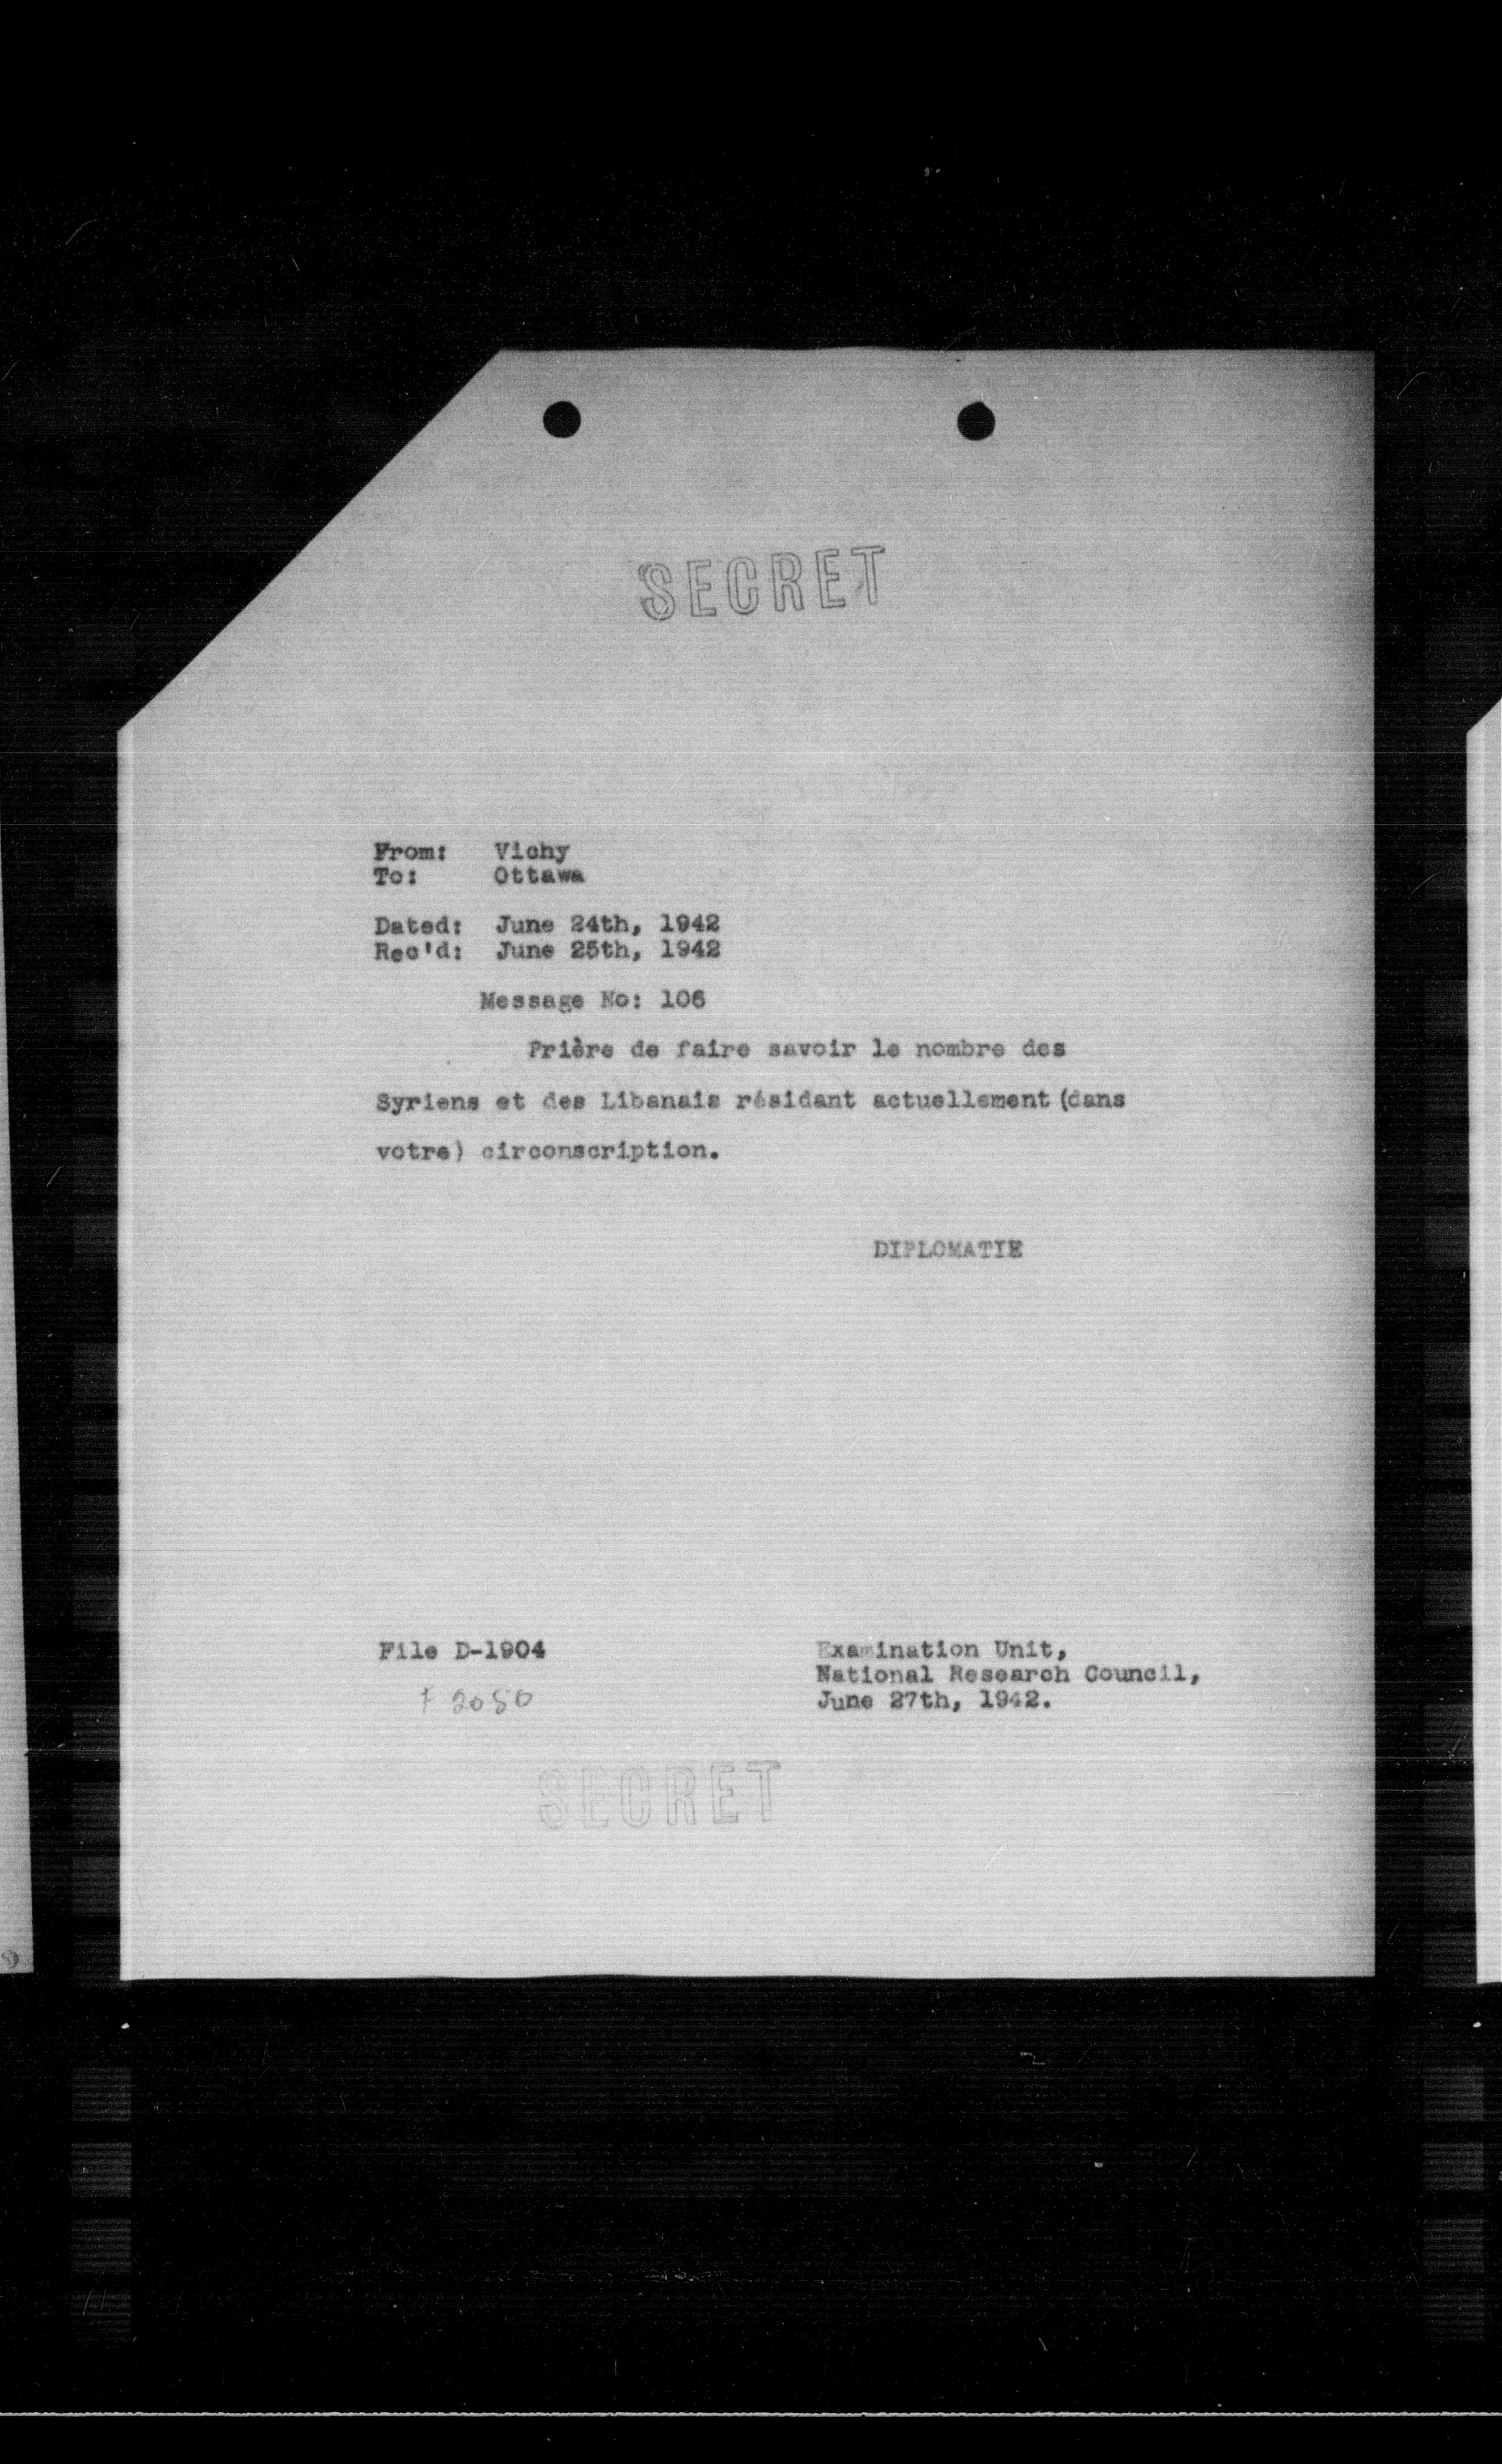 SECRET
From: Vichy
To: Ottawa
Dated: June 24th, 1942
Rec'd: June 25th, 1942
Message No: 106
Prière de faire savoir le nombre des
Syriens et des Libanais résidant actuellement (dans
votre) circonscription.
DIPLOMATIE
File D-1904
Examination Unit,
National Research Council,
June 27th, 1942.
F 2050
SECRET